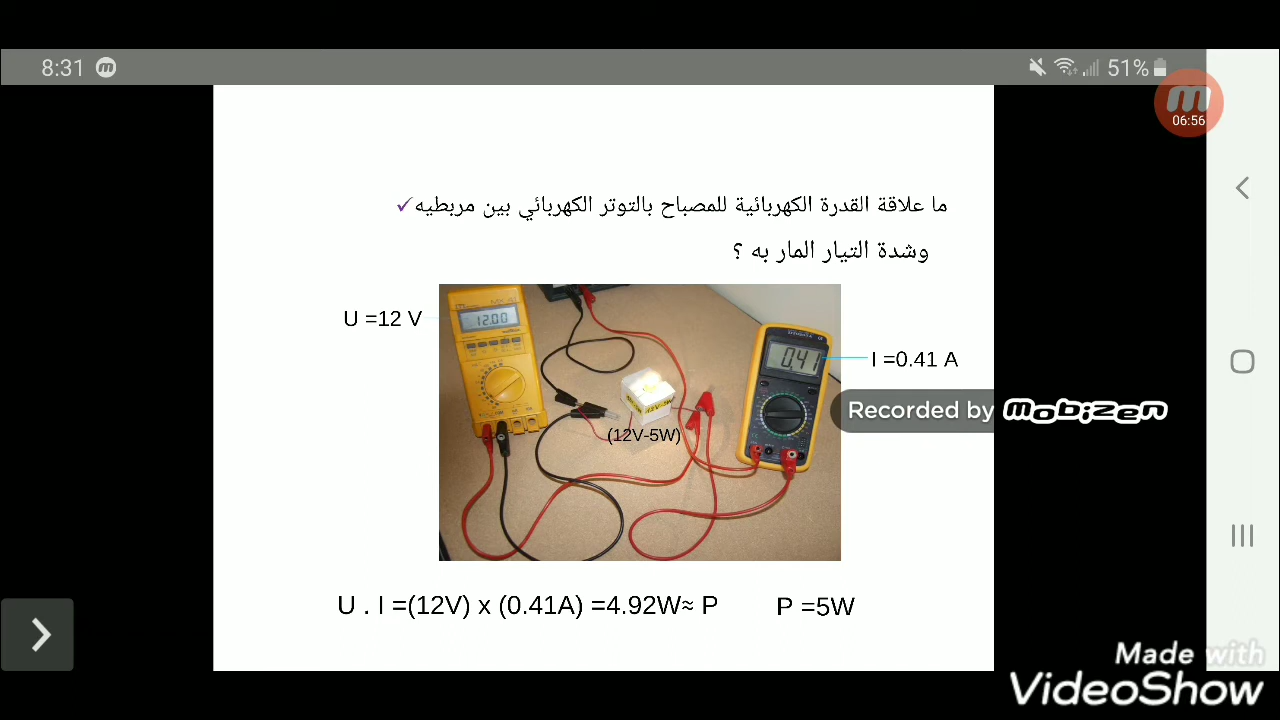 8:31
51%
06:56
ما علاقة القدرة الكهربائية للمصباح بالتوتر الكهربائي بين مربطيه
وشدة التيار المار به ؟
U =12 V
12.00
0.41
I =0.41 A
Recorded by mobizen
12V-5W
(12V-5W)
U . I =(12V) x (0.41A) =4.92W≈ P
P =5W
Made with
VideoShow